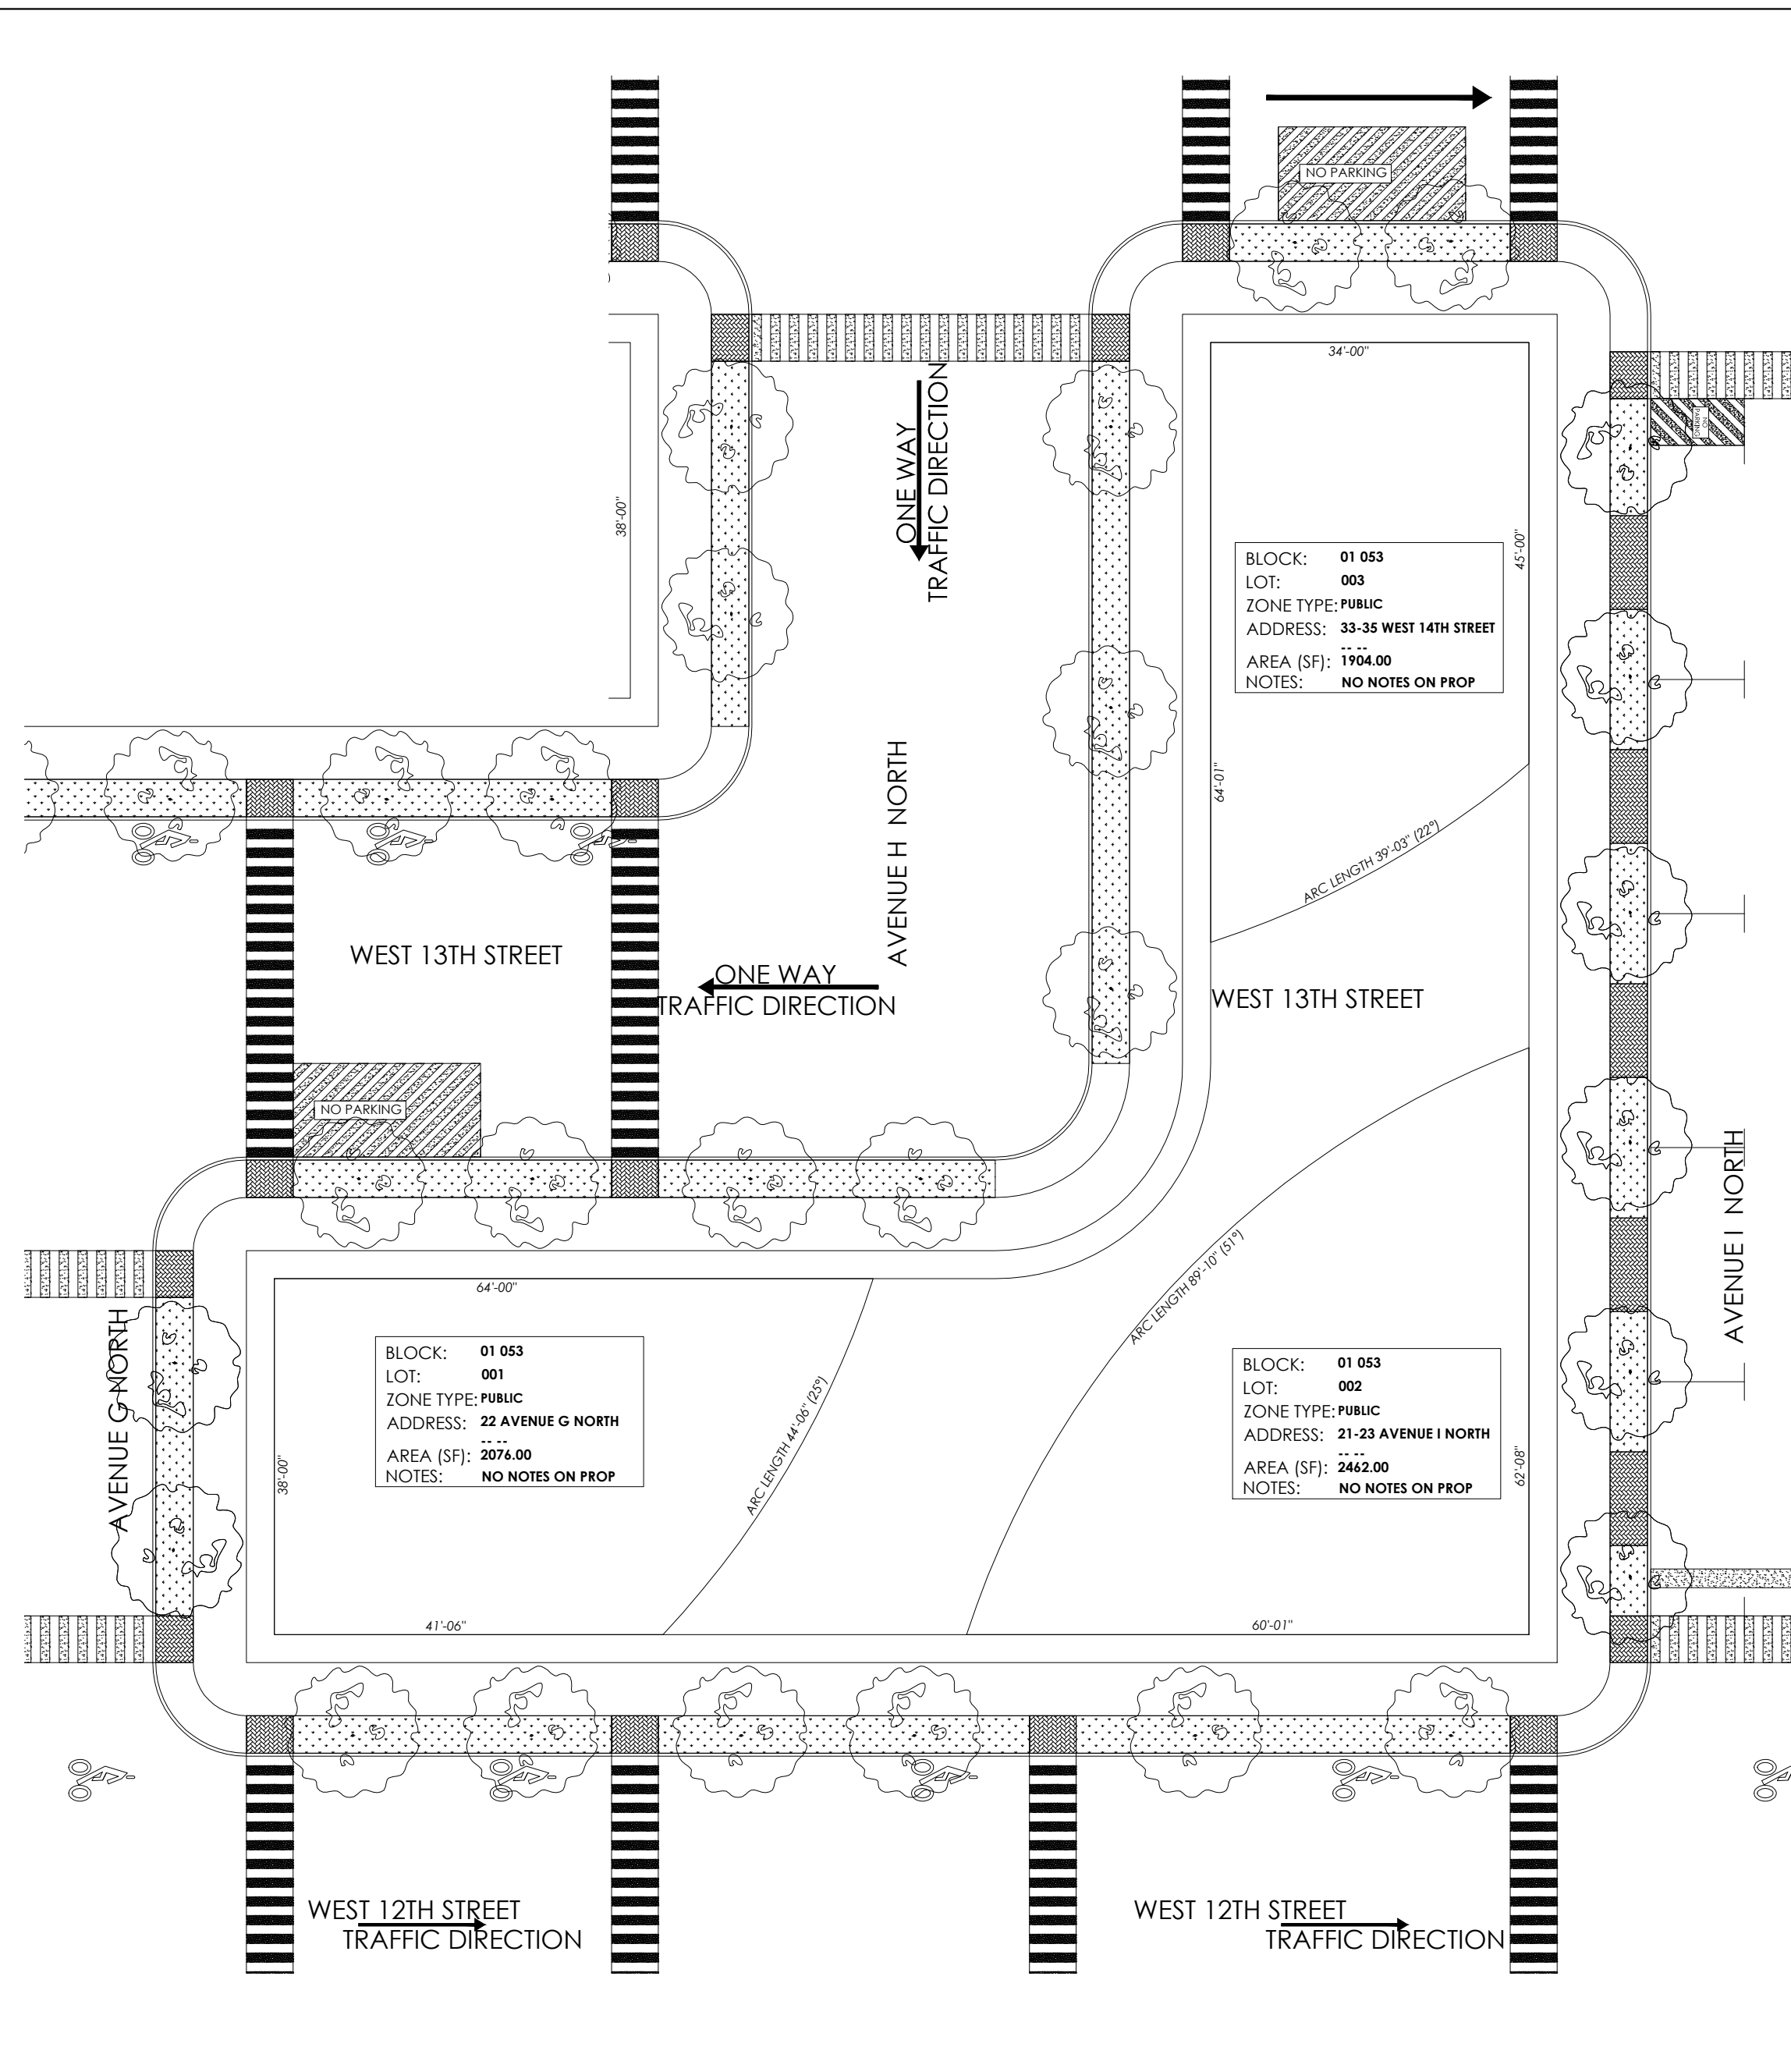 NO PARKING
34'-00"
ONE WAY
TRAFFIC DIRECTION
NO
PARKING
38'-00"
45'-00"
BLOCK: 01 053
LOT: 003
ZONE TYPE: PUBLIC
ADDRESS: 33-35 WEST 14TH STREET
-- --
AREA (SF): 1904.00
NOTES: NO NOTES ON PROP
64'-01"
ARC LENGTH 39'-03" (22°)
AVENUE H NORTH
WEST 13TH STREET
ONE WAY
TRAFFIC DIRECTION
WEST 13TH STREET
NO PARKING
AVENUE I NORTH
64'-00"
ARC LENGTH 89'-10" (51°)
AVENUE G NORTH
BLOCK: 01 053
LOT: 001
ZONE TYPE: PUBLIC
ADDRESS: 22 AVENUE G NORTH
-- --
AREA (SF): 2076.00
NOTES: NO NOTES ON PROP
38'-00"
ARC LENGTH 44'-06" (25°)
BLOCK: 01 053
LOT: 002
ZONE TYPE: PUBLIC
ADDRESS: 21-23 AVENUE I NORTH
-- --
AREA (SF): 2462.00
NOTES: NO NOTES ON PROP
62'-08"
41'-06"
60'-01"
WEST 12TH STREET
TRAFFIC DIRECTION
WEST 12TH STREET
TRAFFIC DIRECTION